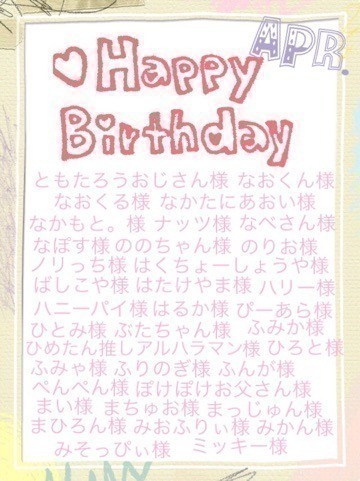 APR.
♡Happy
Birthday
ともたろうおじさん様 なおくん様
なおくる様 なかたにあおい様
なかもと。様 ナッツ様 なべさん様
なぽす様 ののちゃん様 のりお様
ノリっち様 はくちょーしょうや様
ばしこや様 はたけやま様 ハリー様
ハニーパイ様 はるか様 ぴーあら様
ひとみ様 ぶたちゃん様 ふみか様
ひめたん推しアルハラマン様 ひろと様
ふみゃ様 ふりのぎ様 ふんが様
ぺんぺん様 ぽけぽけお父さん様
まい様 まちゅお様 まっじゅん様
まひろん様 みおふりぃ様 みかん様
みそっぴぃ様 ミッキー様